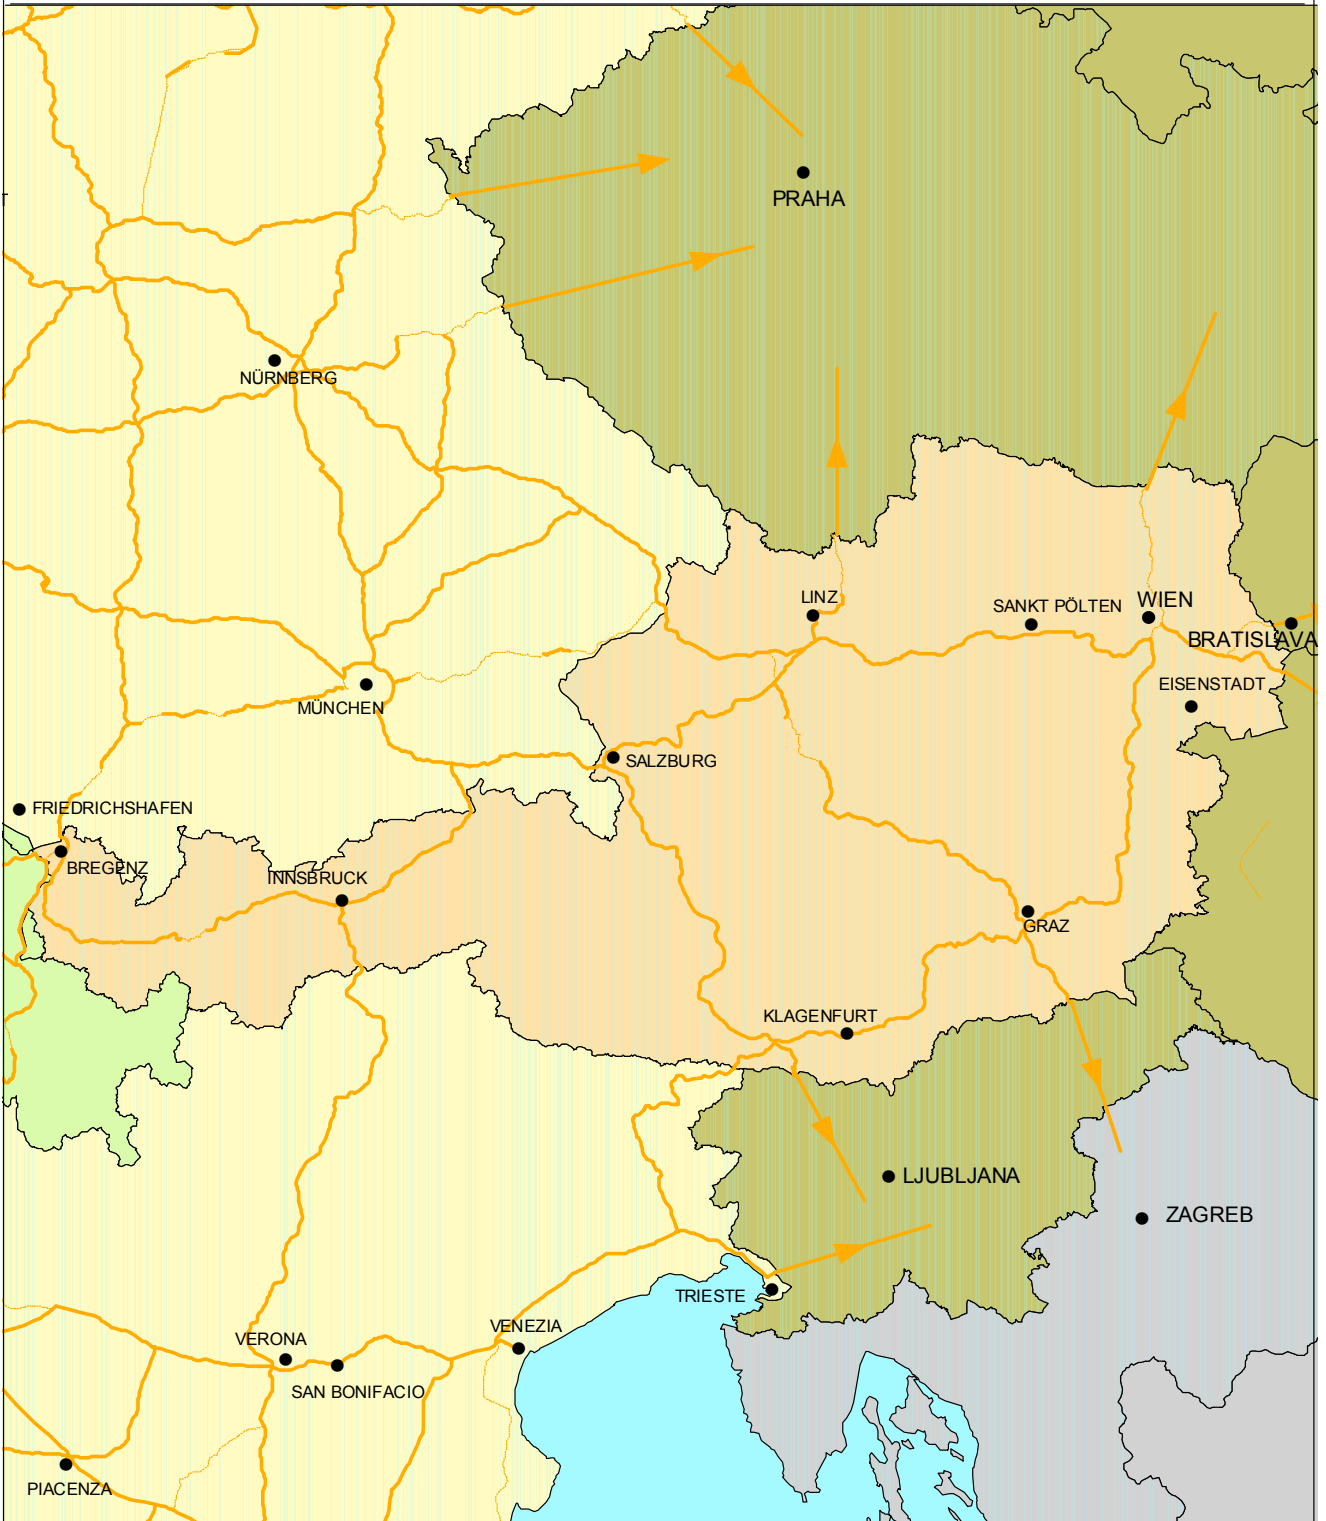 PRAHA
NÜRNBERG
LINZ
SANKT PÖLTEN
WIEN
BRATISLAVA
EISENSTADT
MÜNCHEN
SALZBURG
FRIEDRICHSHAFEN
BREGENZ
INNSBRUCK
GRAZ
KLAGENFURT
LJUBLJANA
ZAGREB
TRIESTE
VENEZIA
VERONA
SAN BONIFACIO
PIACENZA